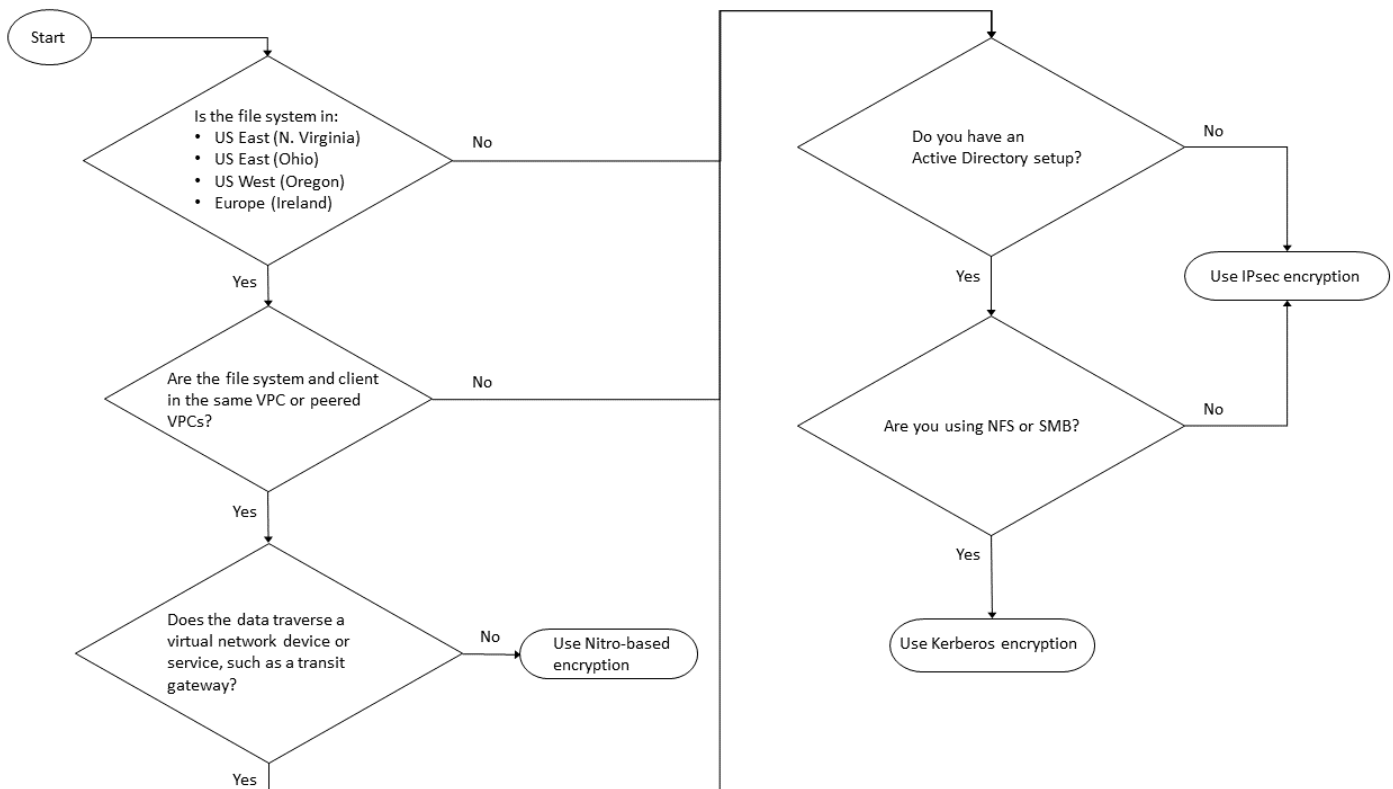 Start
Is the file system in:
• US East (N. Virginia)
• US East (Ohio)
• US West (Oregon)
• Europe (Ireland)
No
Yes
Are the file system and client
in the same VPC or peered
VPCs?
No
Yes
Does the data traverse a
virtual network device or
service, such as a transit
gateway?
No
Use Nitro-based
encryption
Yes
Do you have an
Active Directory setup?
No
Use IPsec encryption
Yes
Are you using NFS or SMB?
No
Yes
Use Kerberos encryption